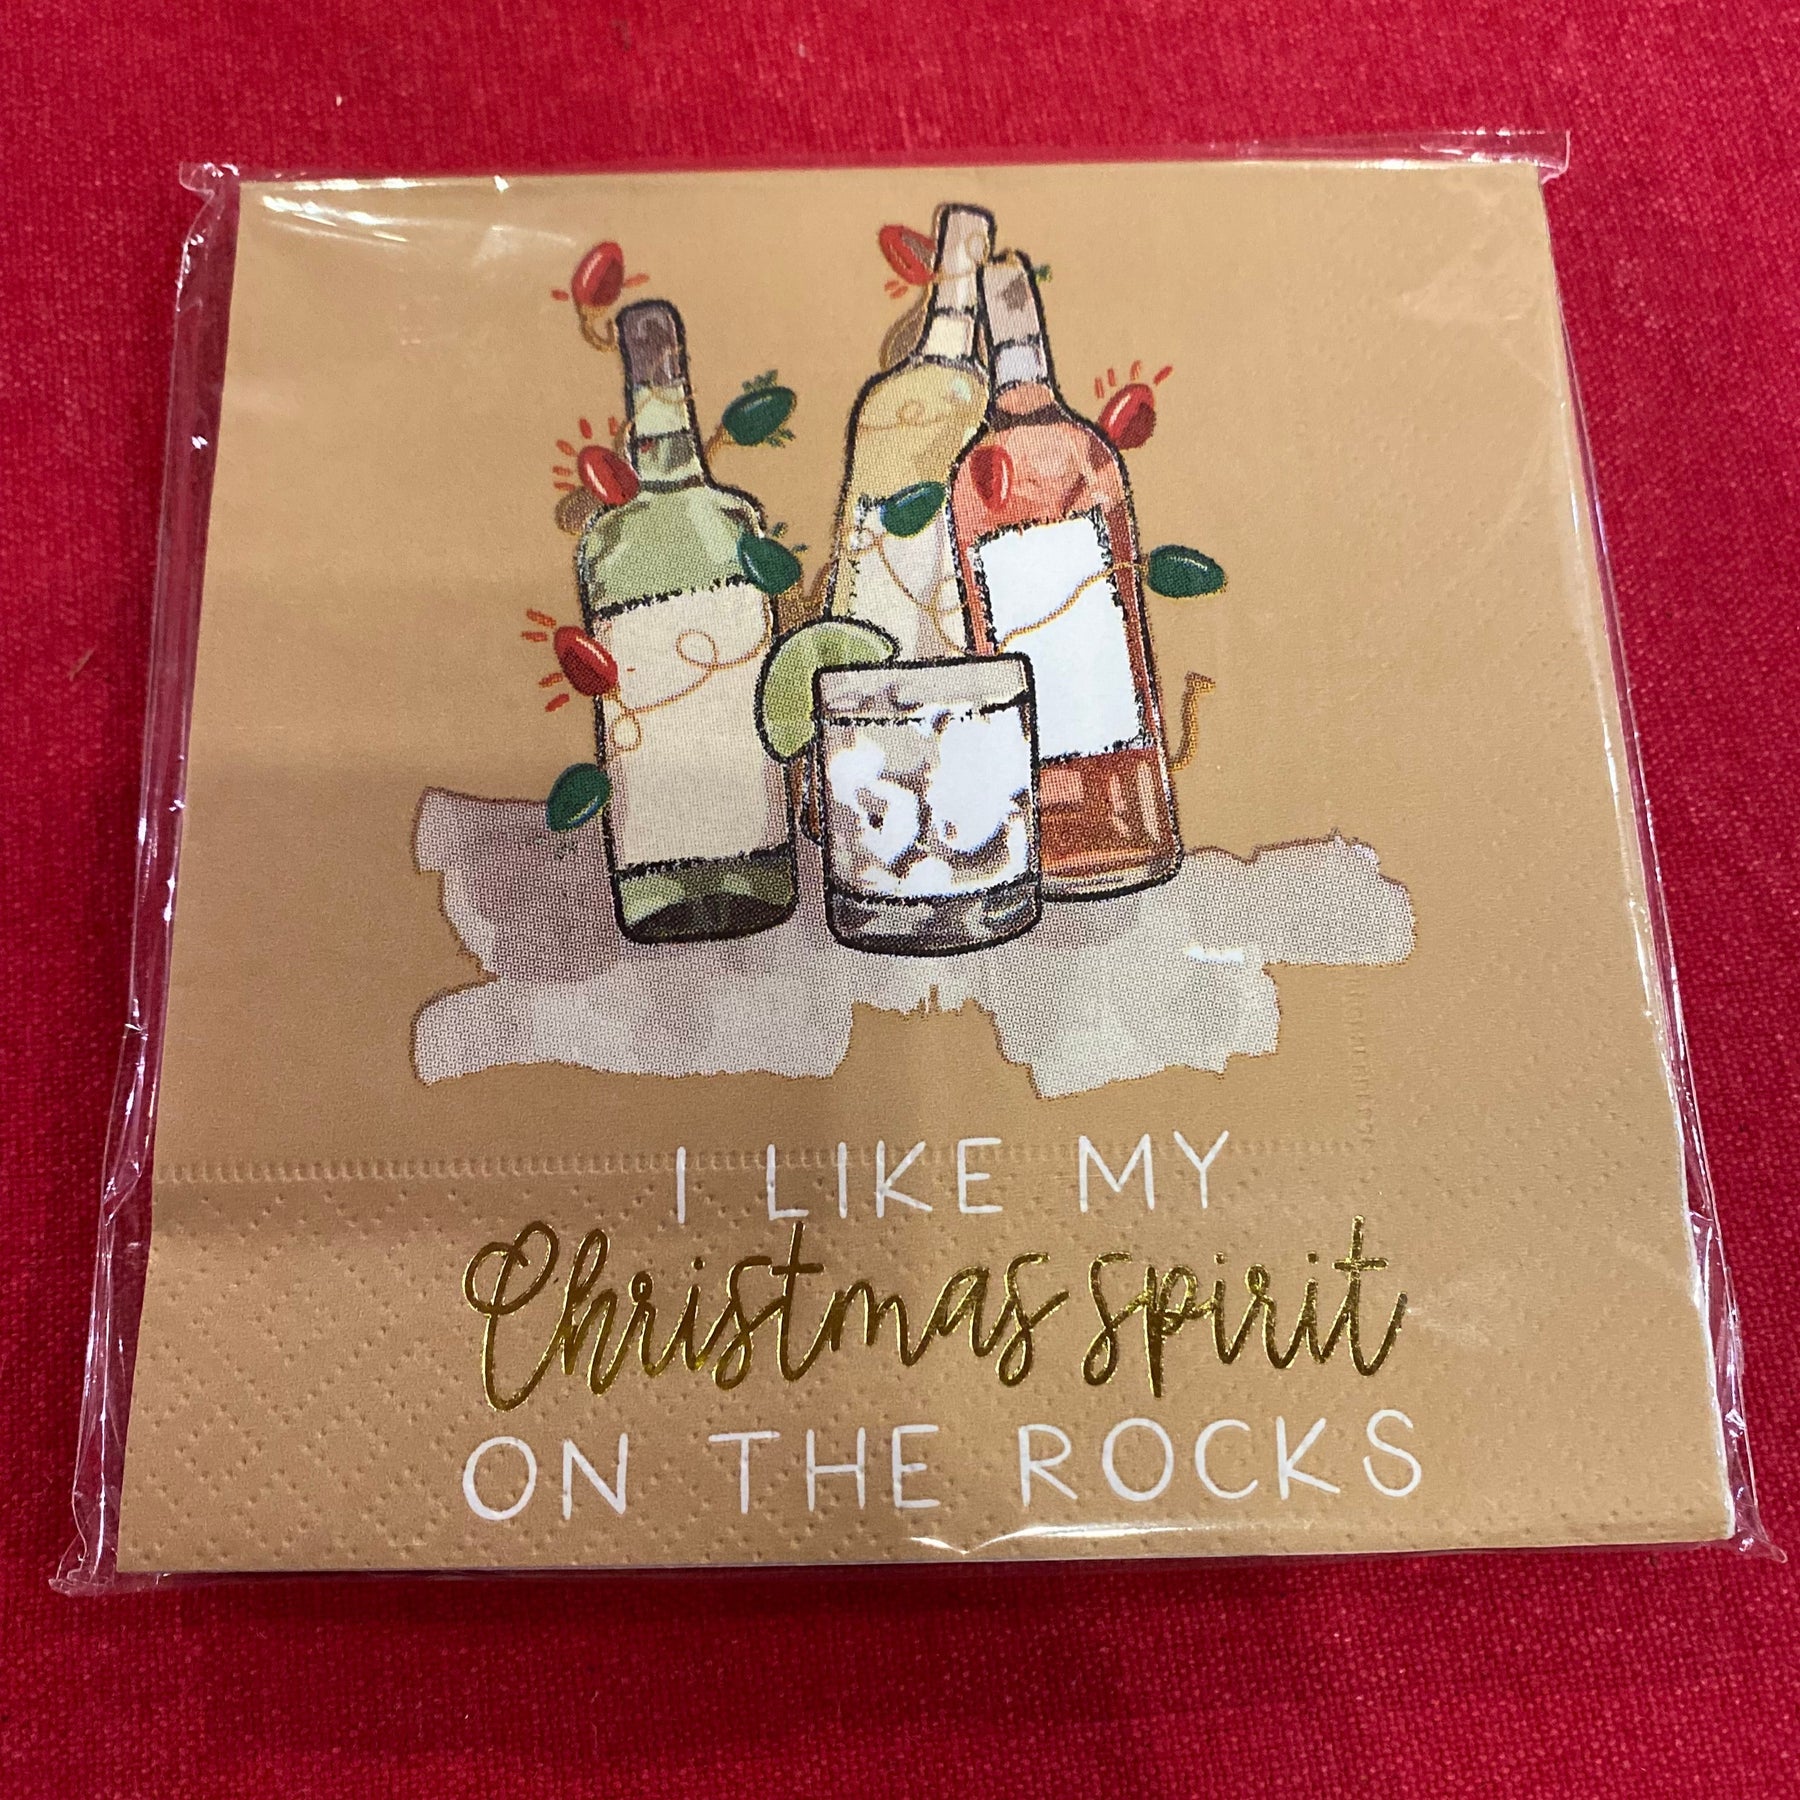 I LIKE MY
Christmas spirit
ON THE ROCKS